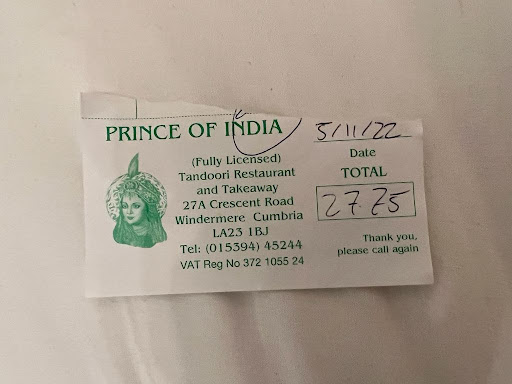 PRINCE OF INDIA
(Fully Licensed)
Tandoori Restaurant
and Takeaway
27A Crescent Road
Windermere Cumbria
LA23 1BJ
Tel: (015394) 45244
VAT Reg No 372 1055 24
5/11/22
Date
TOTAL
27.75
Thank you,
please call again